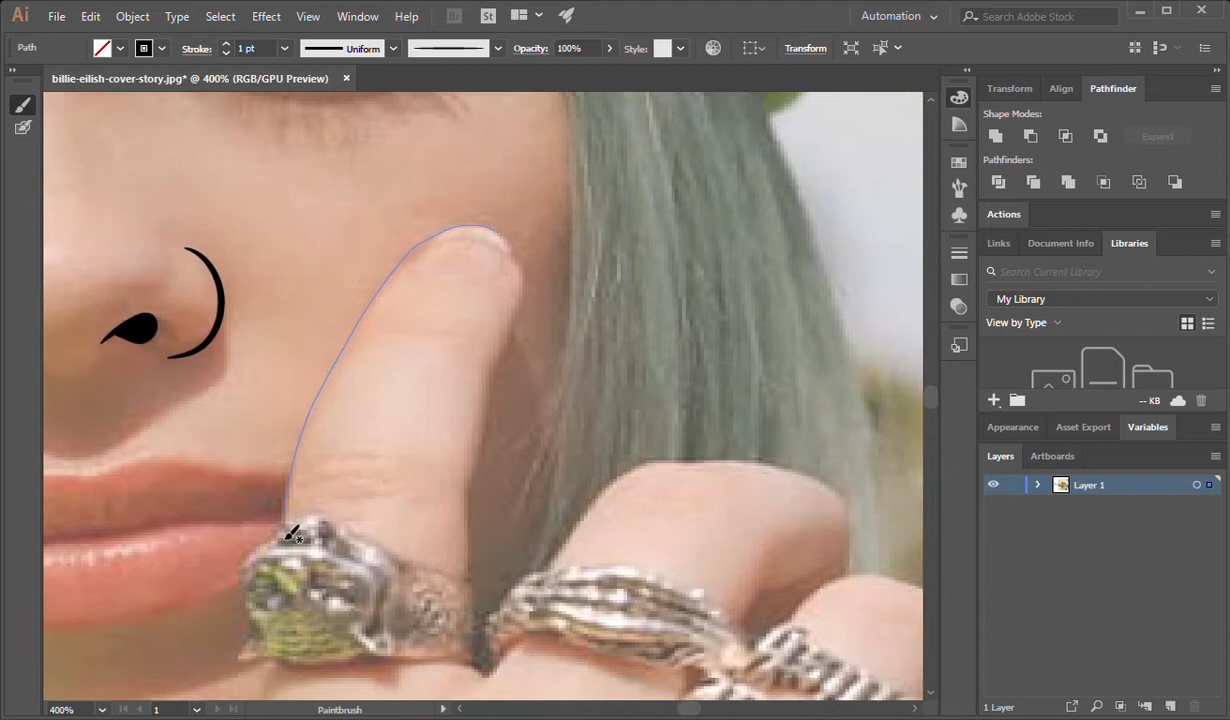 Ai File Edit Object Type Select Effect View Window Help Br St Automation Search Adobe Stock
Path Stroke: 1 pt Uniform Opacity: 100% Style: Transform
billie-eilish-cover-story.jpg* @ 400% (RGB/GPU Preview)
Transform Align Pathfinder
Shape Modes:
Expand
Pathfinders:
Actions
Links Document Info Libraries
Search Current Library
My Library
View by Type
-- KB
Appearance Asset Export Variables
Layers Artboards
Layer 1
400% 1 Paintbrush 1 Layer